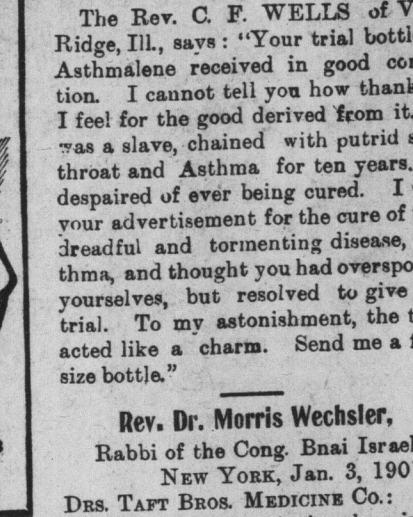 The Rev. C. F. WELLS of V
Ridge, Ill., says: "Your trial bottl
Asthmalene received in good co
tion. I cannot tell you how thank
I feel for the good derived from it.
was a slave, chained with putrid s
throat and Asthma for ten years.
despaired of ever being cured. I
your advertisement for the cure of
dreadful and tormenting disease,
thma, and thought you had overspo
yourselves, but resolved to give
trial. To my astonishment, the t
acted like a charm. Send me a f
size bottle."
Rev. Dr. Morris Wechsler,
Rabbi of the Cong. Bnai Israel
NEW YORK, Jan. 3, 190
DRS. TAFT BROS. MEDICINE CO.: